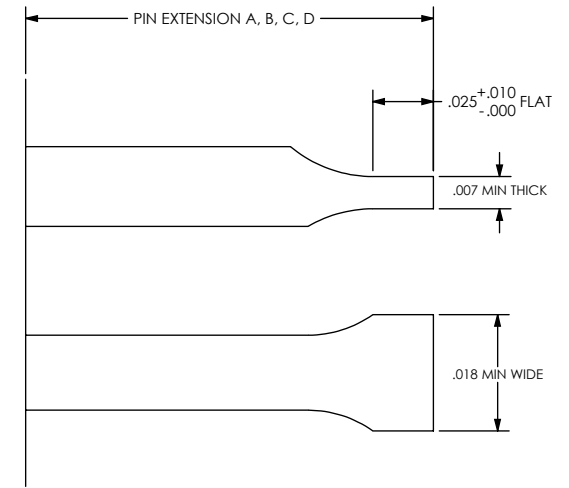 PIN EXTENSION A, B, C, D
.025 +.010 -.000 FLAT
.007 MIN THICK
.018 MIN WIDE